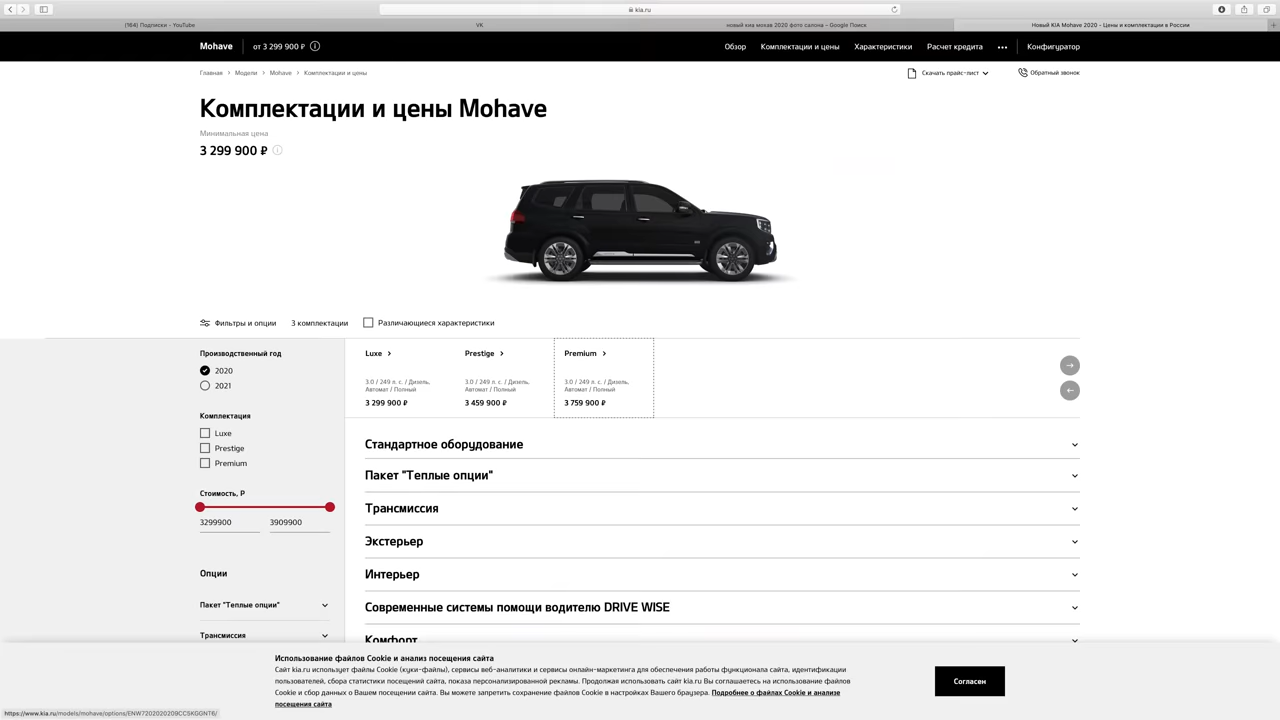 kia.ru
(164) Подписки - YouTube
VK
новый киа мохав 2020 фото салона - Google Поиск
Новый KIA Mohave 2020 - Цены и комплектации в России
Mohave
от 3 299 900 ₽
Обзор
Комплектации и цены
Характеристики
Расчет кредита
Конфигуратор
Главная > Модели > Mohave > Комплектации и цены
Скачать прайс-лист
Обратный звонок
Комплектации и цены Mohave
Минимальная цена
3 299 900 ₽
Фильтры и опции
3 комплектации
Различающиеся характеристики
Производственный год
2020
2021
Комплектация
Luxe
Prestige
Premium
Стоимость, Р
3299900
3909900
Опции
Пакет "Теплые опции"
Трансмиссия
Luxe
3.0 / 249 л. с. / Дизель,
Автомат / Полный
3 299 900 ₽
Prestige
3.0 / 249 л. с. / Дизель,
Автомат / Полный
3 459 900 ₽
Premium
3.0 / 249 л. с. / Дизель,
Автомат / Полный
3 759 900 ₽
Стандартное оборудование
Пакет "Теплые опции"
Трансмиссия
Экстерьер
Интерьер
Современные системы помощи водителю DRIVE WISE
Комфорт
Использование файлов Cookie и анализ посещения сайта
Сайт kia.ru использует файлы Cookie (куки-файлы), сервисы веб-аналитики и сервисы онлайн-маркетинга для обеспечения работы функционала сайта, идентификации
пользователей, сбора статистики посещений сайта, показа персонализированной рекламы. Продолжая использовать сайт kia.ru Вы соглашаетесь на использование файлов
Cookie и сбор данных о Вашем посещении сайта. Вы можете запретить сохранение файлов Cookie в настройках Вашего браузера. Подробнее о файлах Cookie и анализе
посещения сайта
Согласен
https://www.kia.ru/models/mohave/options/ENW7202020209CCSKGGNT6/